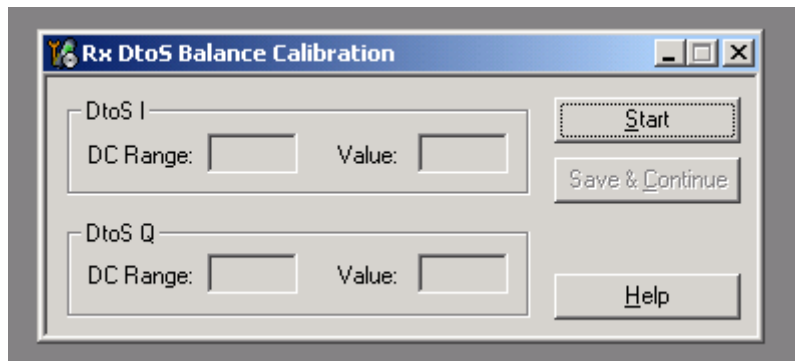 Rx DtoS Balance Calibration
DtoS I
DC Range: Value:
Start
Save & Continue
DtoS Q
DC Range: Value:
Help